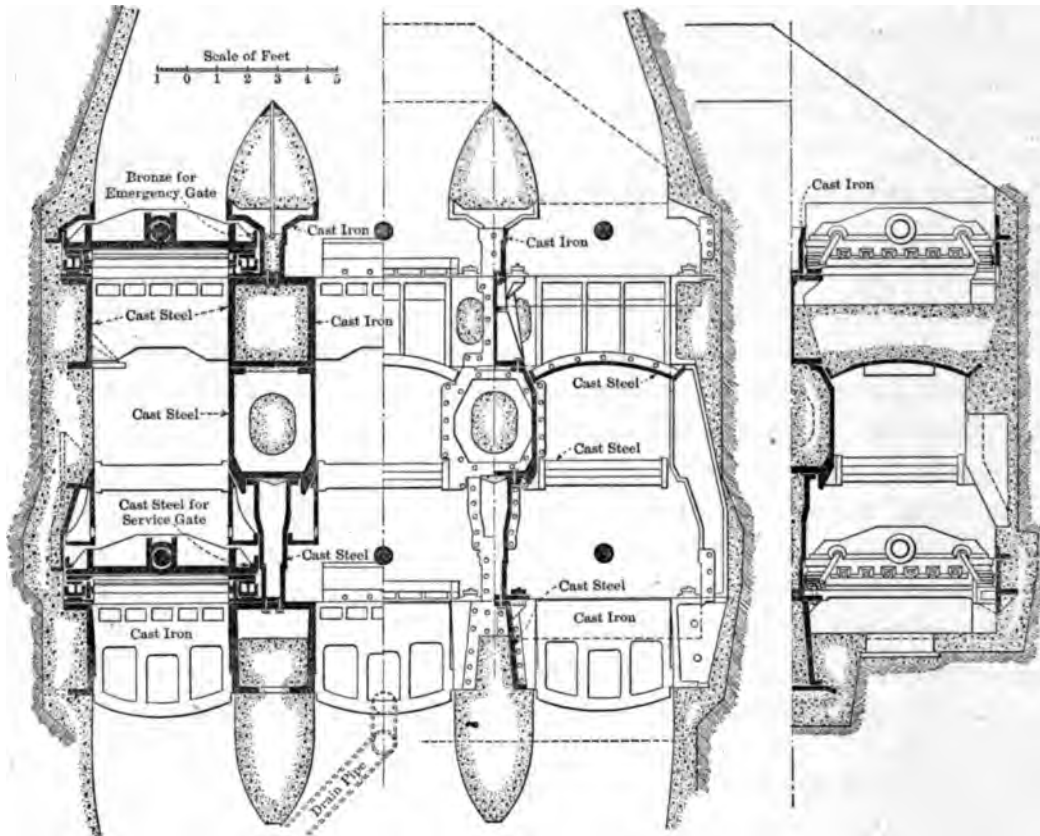 Scale of Feet
1 0 1 2 3 4 5
Bronze for
Emergency Gate
Cast Iron
Cast Iron
Cast Iron
Cast Steel
Cast Iron
Cast Steel
Cast Steel
Cast Steel
Cast Steel for
Service Gate
Cast Steel
Cast Steel
Cast Iron
Cast Iron
Drain Pipe